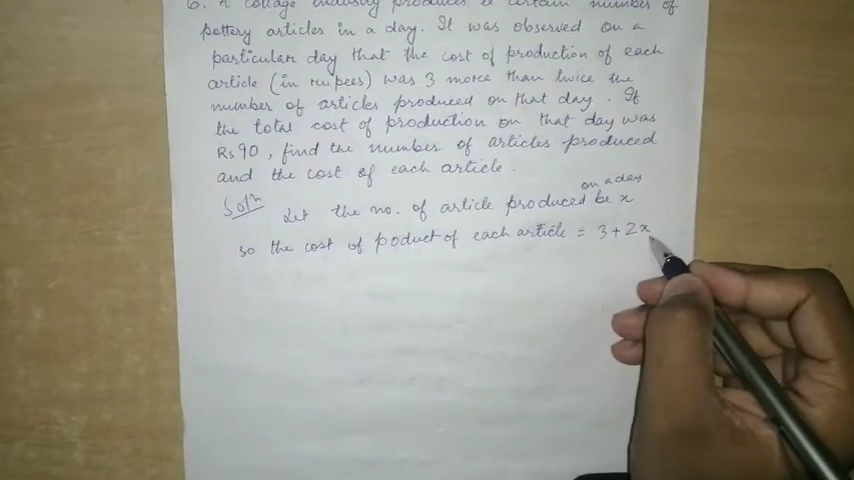 6. A cottage industry produces a certain number of
pottery articles in a day. It was observed on a
particular day that the cost of production of each
article (in rupees) was 3 more than twice the
number of articles produced on that day. If
the total cost of production on that day was
Rs 90, find the number of articles produced
and the cost of each article.
Solⁿ
on a day
Let the no. of article produced be x
so the cost of poduct of each article = 3+2x